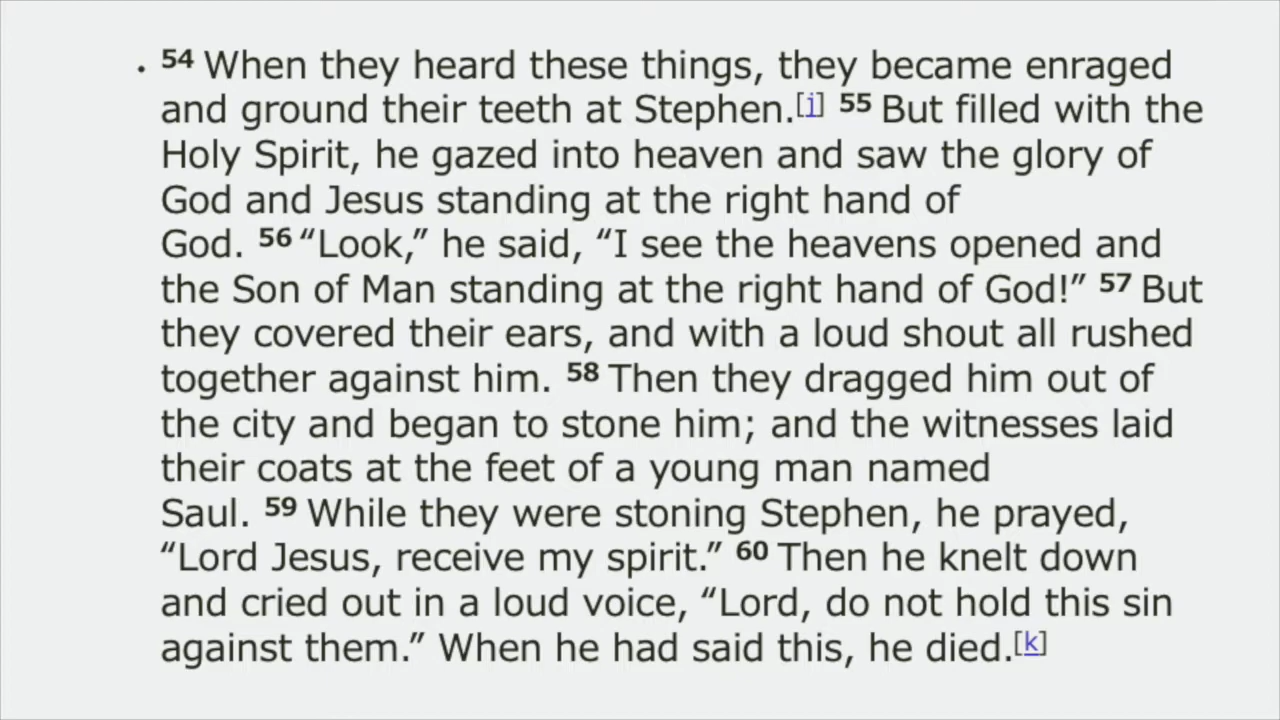 • 54 When they heard these things, they became enraged
and ground their teeth at Stephen.[j] 55 But filled with the
Holy Spirit, he gazed into heaven and saw the glory of
God and Jesus standing at the right hand of
God. 56 “Look,” he said, “I see the heavens opened and
the Son of Man standing at the right hand of God!” 57 But
they covered their ears, and with a loud shout all rushed
together against him. 58 Then they dragged him out of
the city and began to stone him; and the witnesses laid
their coats at the feet of a young man named
Saul. 59 While they were stoning Stephen, he prayed,
“Lord Jesus, receive my spirit.” 60 Then he knelt down
and cried out in a loud voice, “Lord, do not hold this sin
against them.” When he had said this, he died.[k]